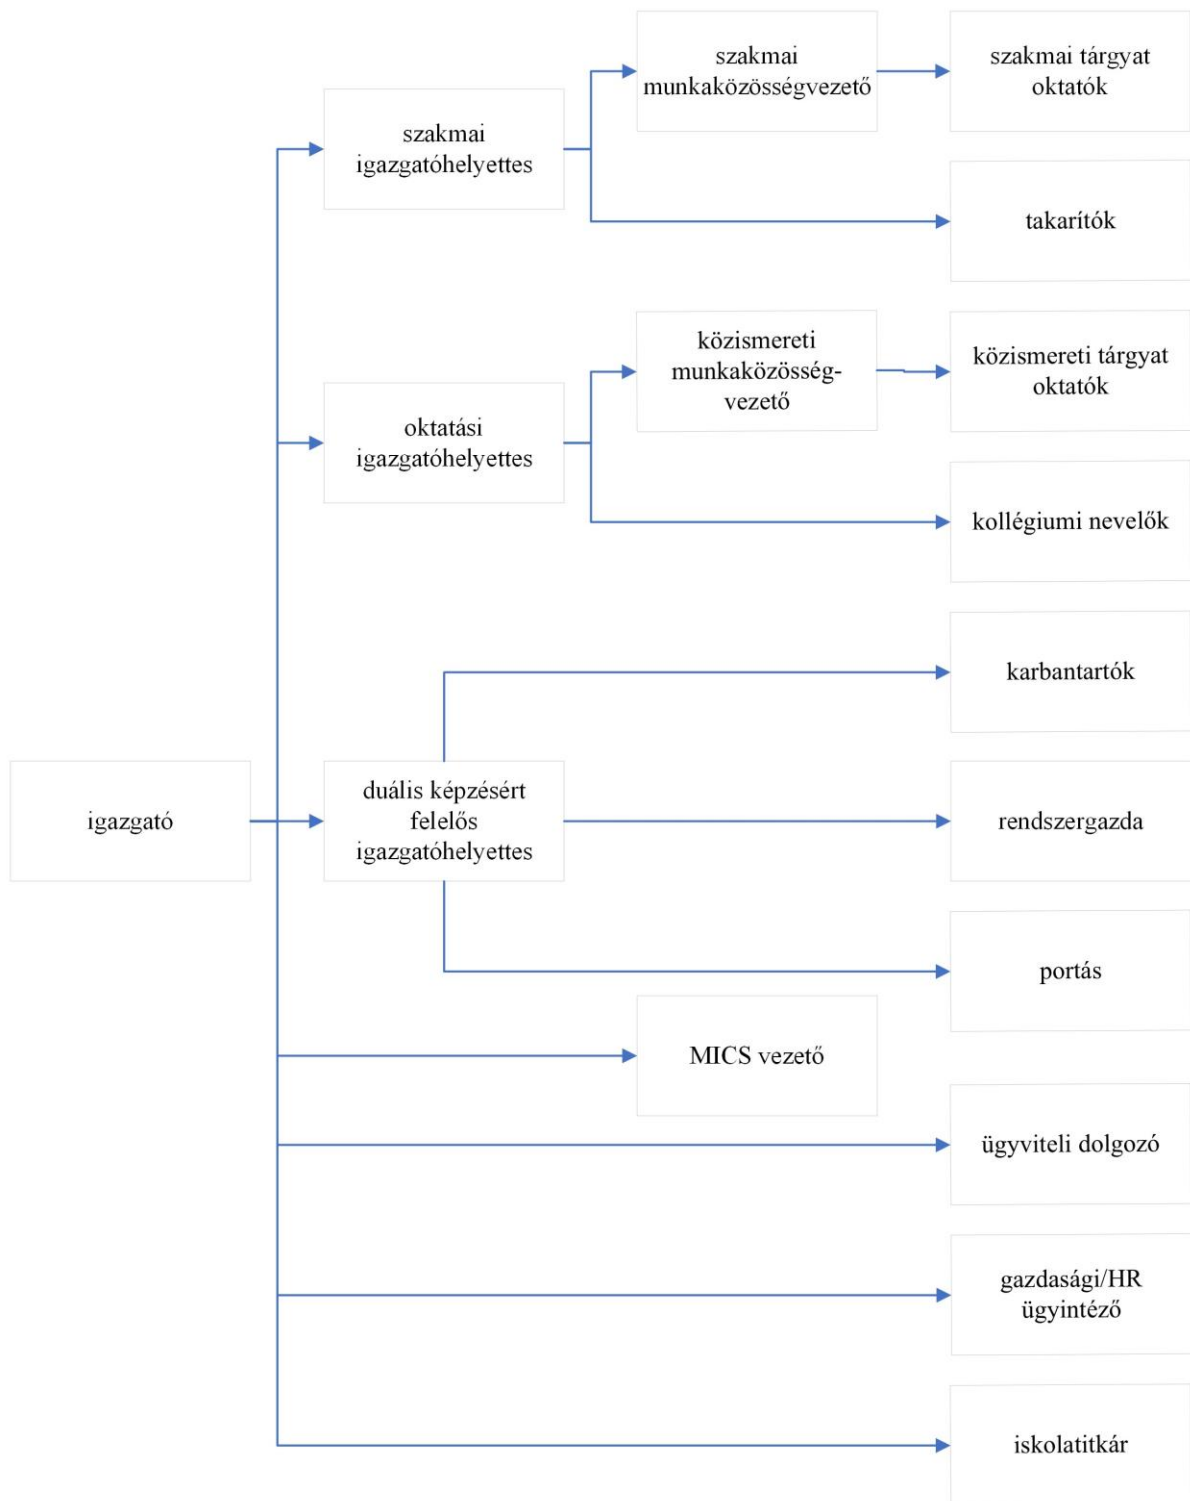 szakmai
munkaközösségvezető
szakmai tárgyat
oktatók
szakmai
igazgatóhelyettes
takarítók
közismereti
munkaközösség-
vezető
közismereti tárgyat
oktatók
oktatási
igazgatóhelyettes
kollégiumi nevelők
karbantartók
igazgató
duális képzésért
felelős
igazgatóhelyettes
rendszergazda
portás
MICS vezető
ügyviteli dolgozó
gazdasági/HR
ügyintéző
iskolatitkár